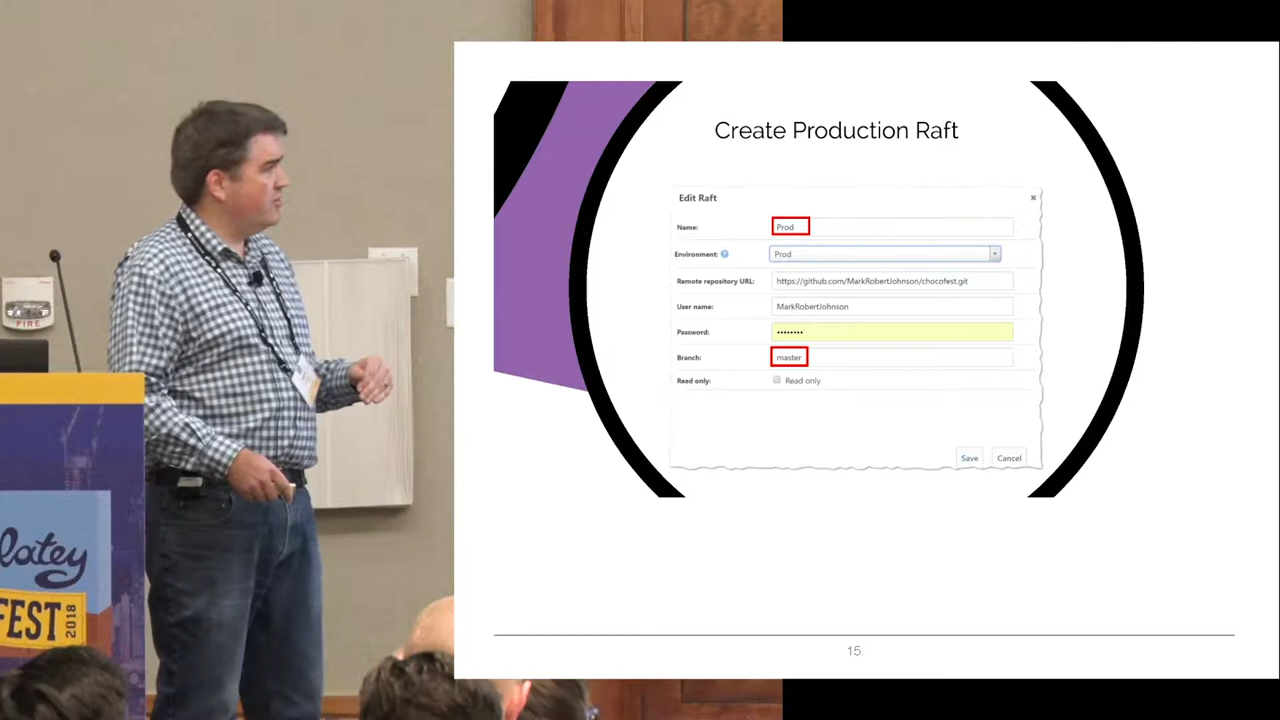 Create Production Raft
Edit Raft
Name: Prod
Environment: Prod
Remote repository URL: https://github.com/MarkRobertJohnson/chocofest.git
User name: MarkRobertJohnson
Password: ••••••••
Branch: master
Read only: Read only
Save Cancel
15.
FIRE
latey
FEST 2018